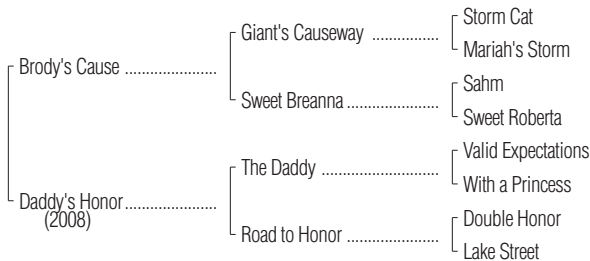 Storm Cat
Giant's Causeway ................
Mariah's Storm
Brody's Cause ......................
Sahm
Sweet Breanna ......................
Sweet Roberta
Valid Expectations
The Daddy ............................
With a Princess
Daddy's Honor ......................
(2008)
Double Honor
Road to Honor ......................
Lake Street